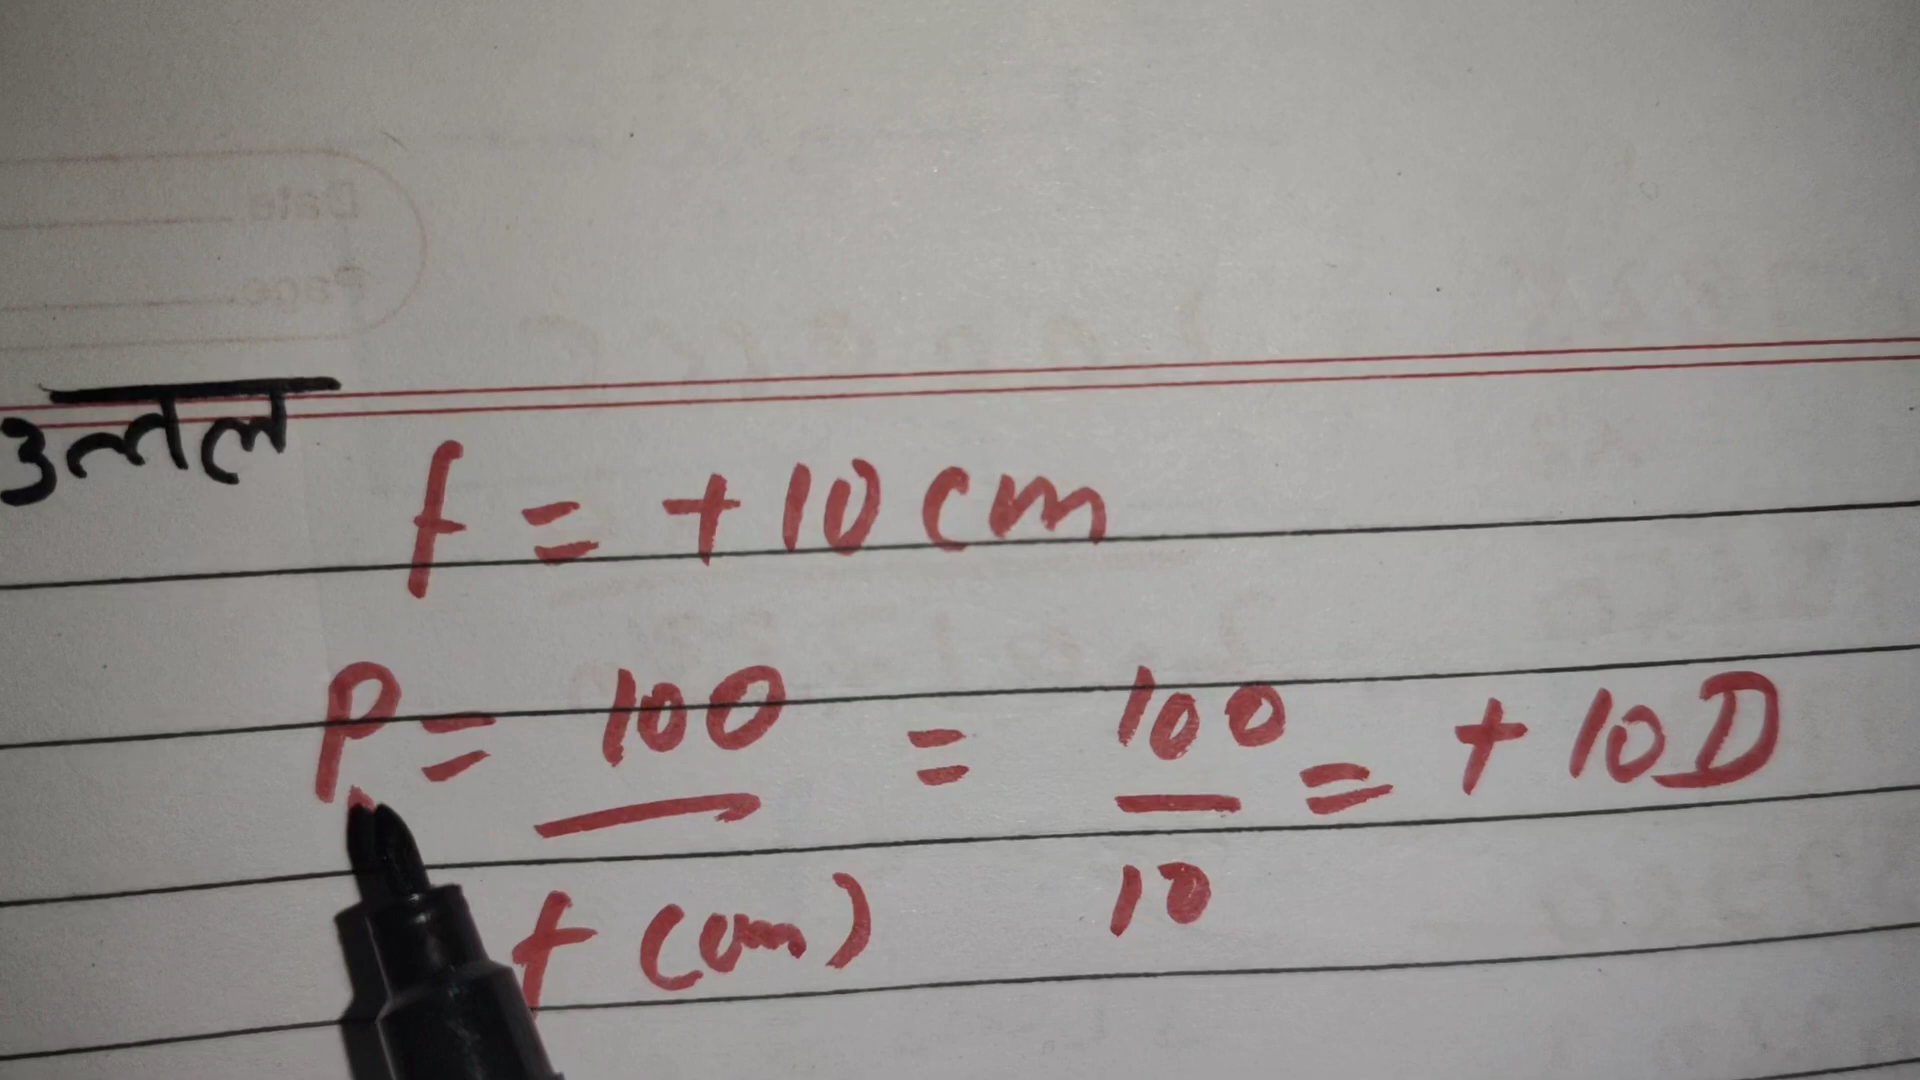 उत्तल
f = + 10 cm
P = 100 / f (cm) = 100 / 10 = + 10 D